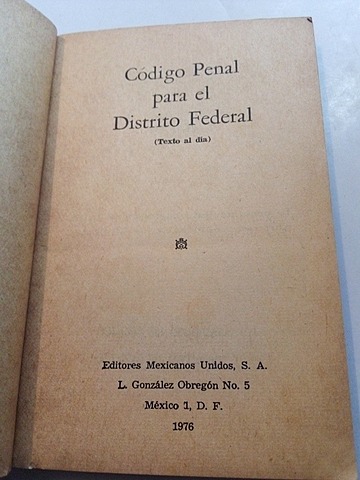 Código Penal
para el
Distrito Federal
(Texto al día)
Editores Mexicanos Unidos, S. A.
L. González Obregón No. 5
México 1, D. F.
1976